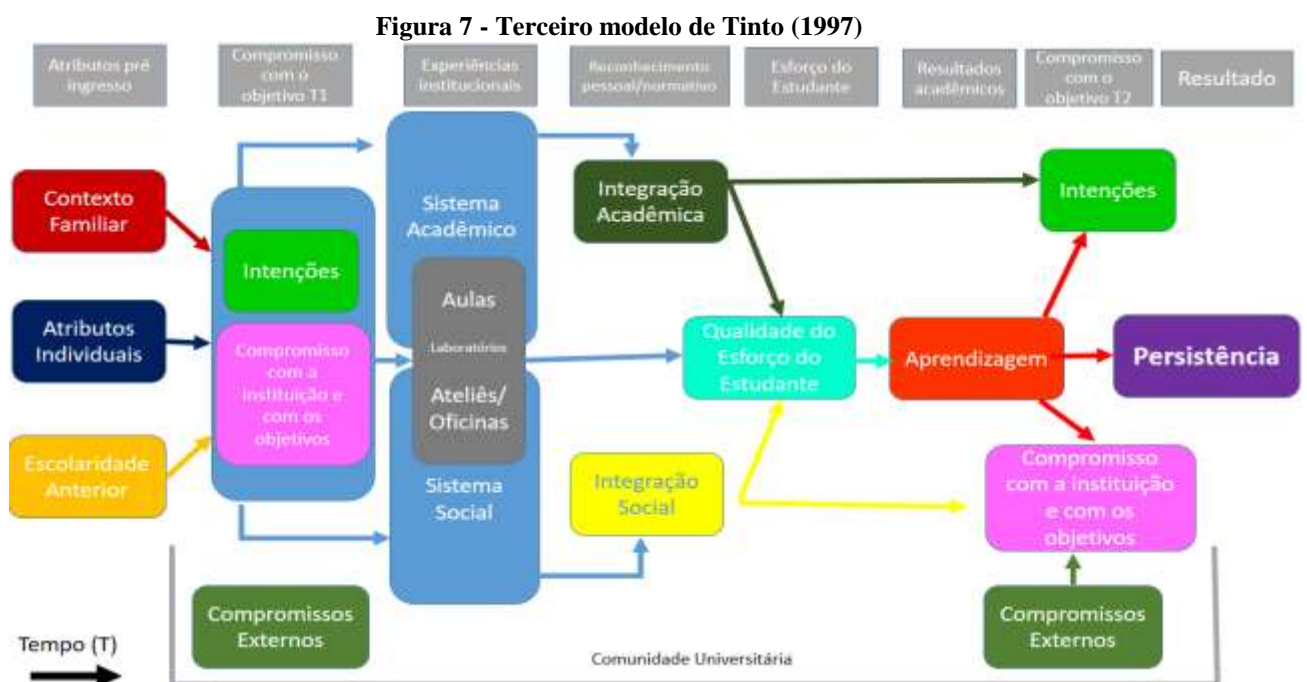 Figura 7 - Terceiro modelo de Tinto (1997)
Atributos pré
ingresso
Compromisso
com o
objetivo T1
Experiências
institucionais
Reconhecimento
pessoal/normativo
Esforço do
Estudante
Resultados
acadêmicos
Compromisso
com o
objetivo T2
Resultado
Contexto
Familiar
Atributos
Individuais
Escolaridade
Anterior
Intenções
Compromisso
com a
instituição e
com os
objetivos
Sistema
Acadêmico
Aulas
Laboratórios
Ateliês/
Oficinas
Sistema
Social
Integração
Acadêmica
Qualidade do
Esforço do
Estudante
Integração
Social
Aprendizagem
Intenções
Persistência
Compromisso
com a instituição
e com os
objetivos
Compromissos
Externos
Compromissos
Externos
Tempo (T)
Comunidade Universitária